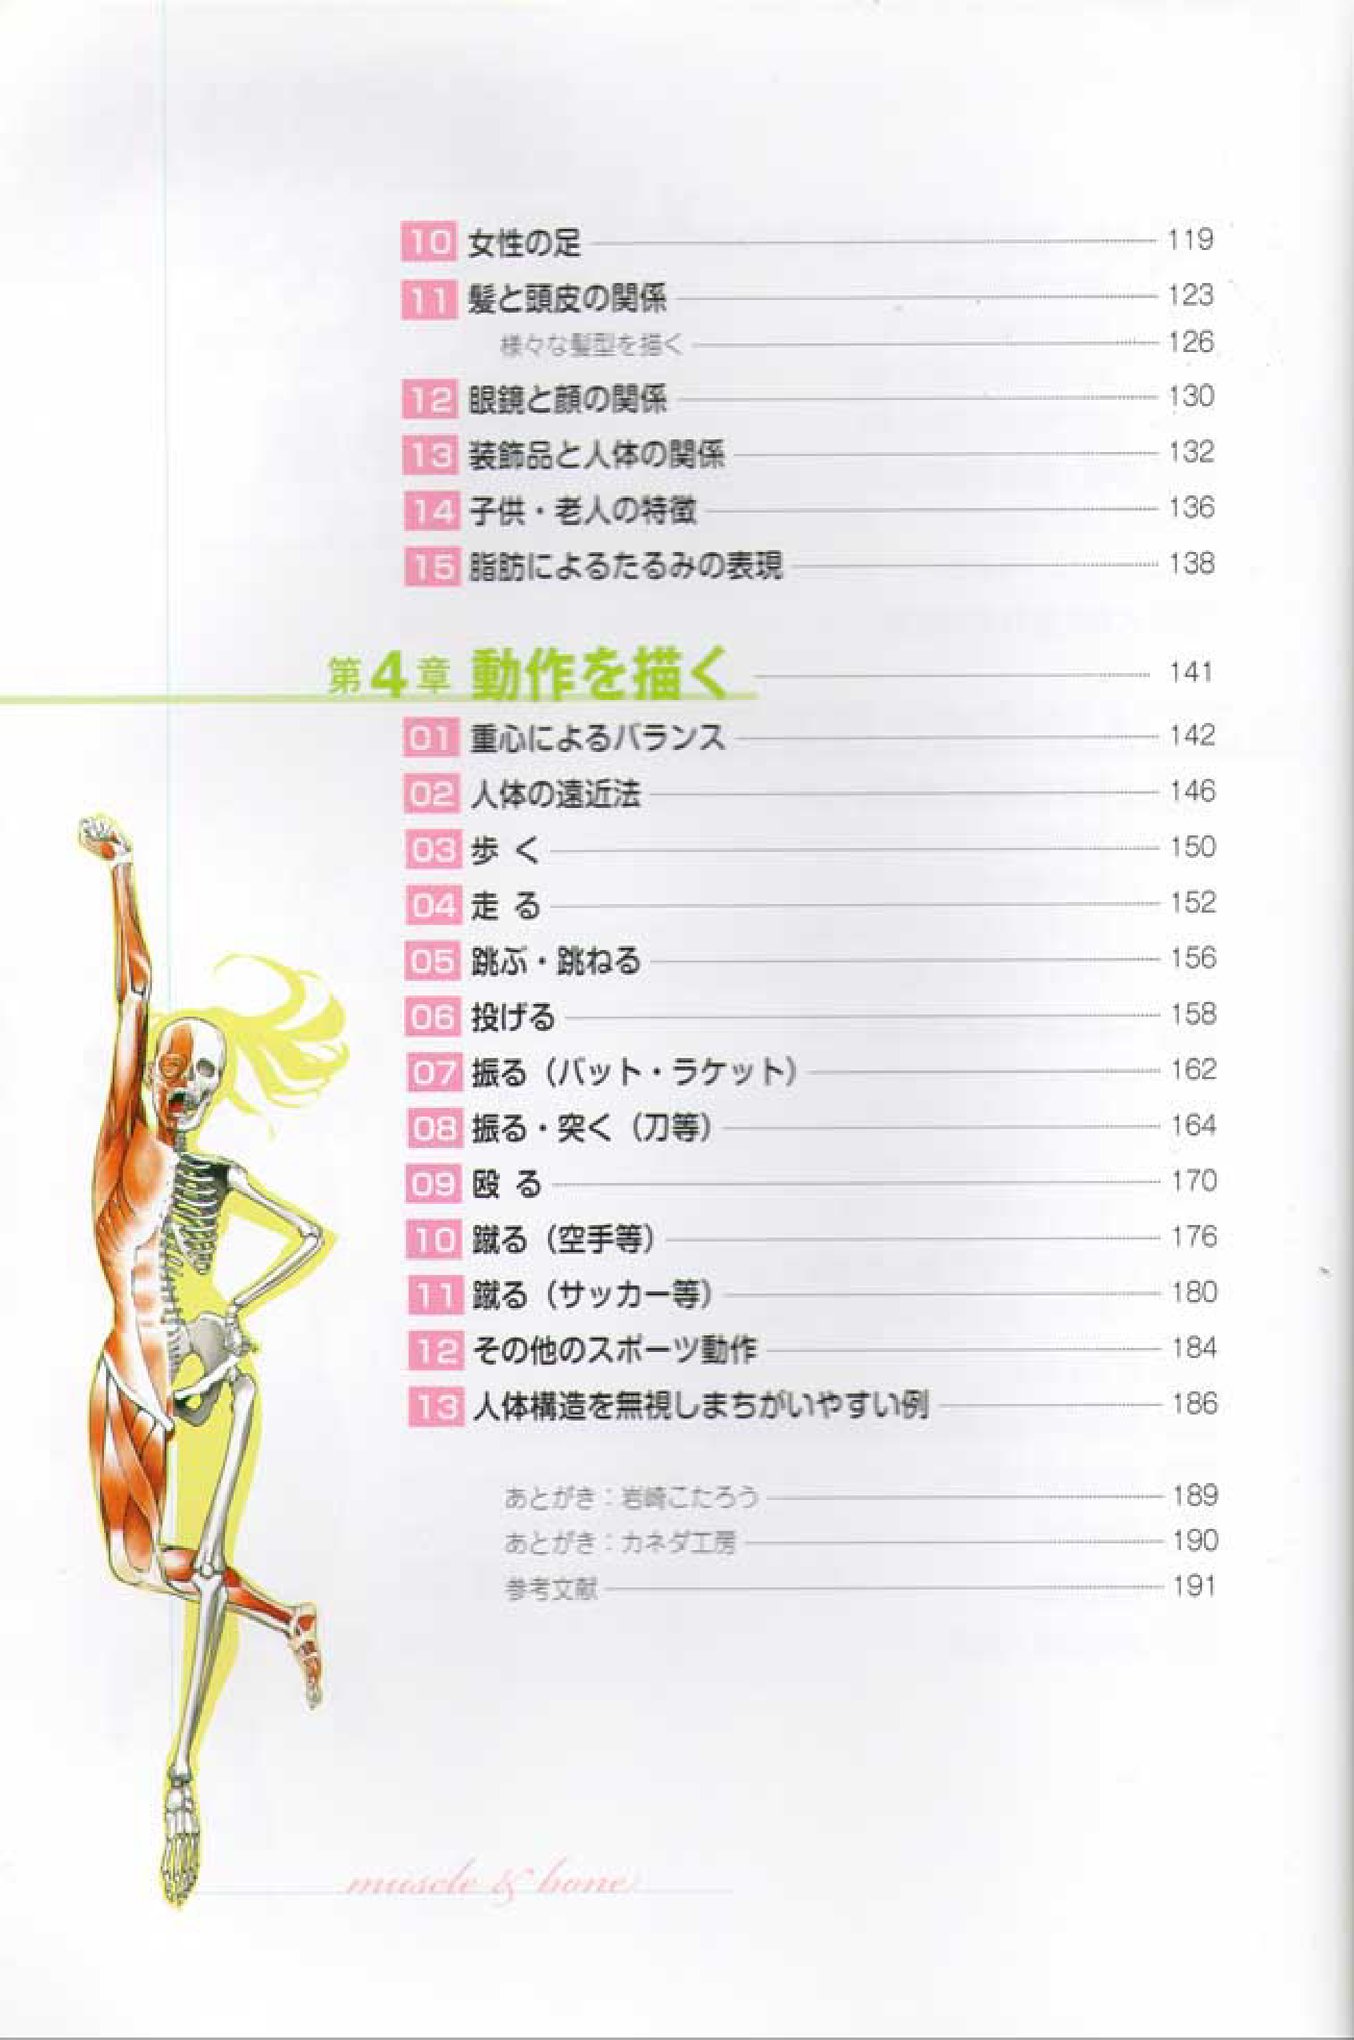 10 女性の足 119
11 髪と頭皮の関係 123
様々な髪型を描く 126
12 眼鏡と顔の関係 130
13 装飾品と人体の関係 132
14 子供・老人の特徴 136
15 脂肪によるたるみの表現 138
第4章 動作を描く 141
01 重心によるバランス 142
02 人体の遠近法 146
03 歩 く 150
04 走 る 152
05 跳ぶ・跳ねる 156
06 投げる 158
07 振る（バット・ラケット） 162
08 振る・突く（刀等） 164
09 殴 る 170
10 蹴る（空手等） 176
11 蹴る（サッカー等） 180
12 その他のスポーツ動作 184
13 人体構造を無視しまちがいやすい例 186
あとがき：岩崎こたろう 189
あとがき：カネダ工房 190
参考文献 191
muscle & bone